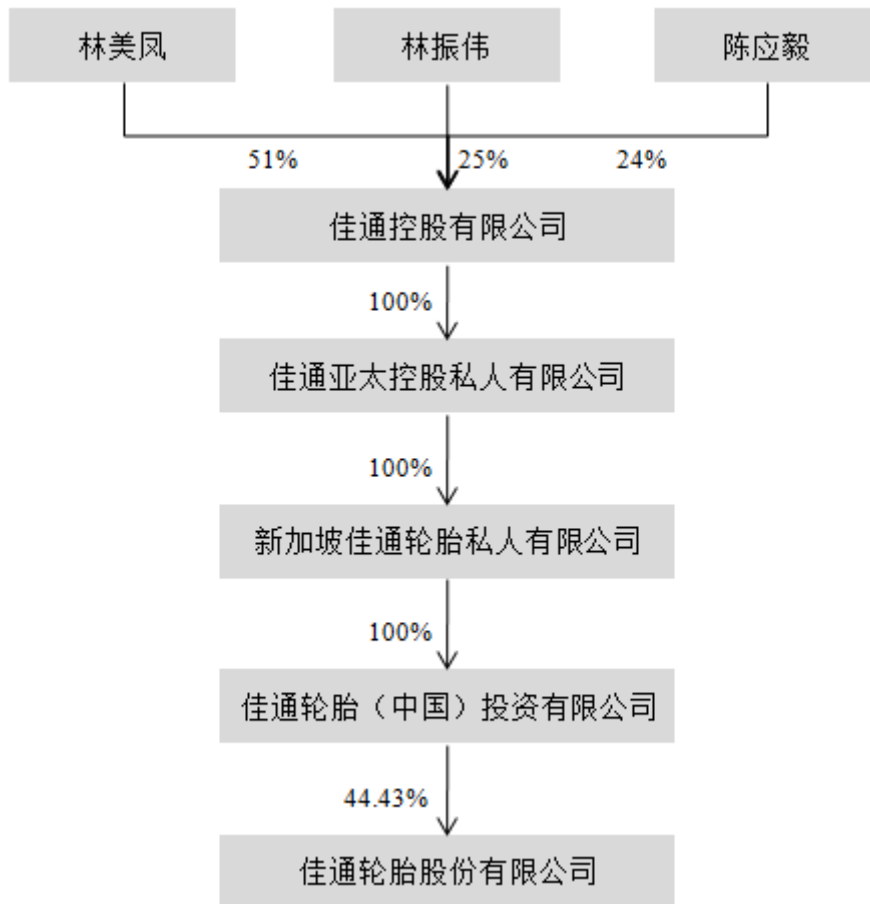 林美凤 林振伟 陈应毅
51% 25% 24%
佳通控股有限公司
100%
佳通亚太控股私人有限公司
100%
新加坡佳通轮胎私人有限公司
100%
佳通轮胎（中国）投资有限公司
44.43%
佳通轮胎股份有限公司